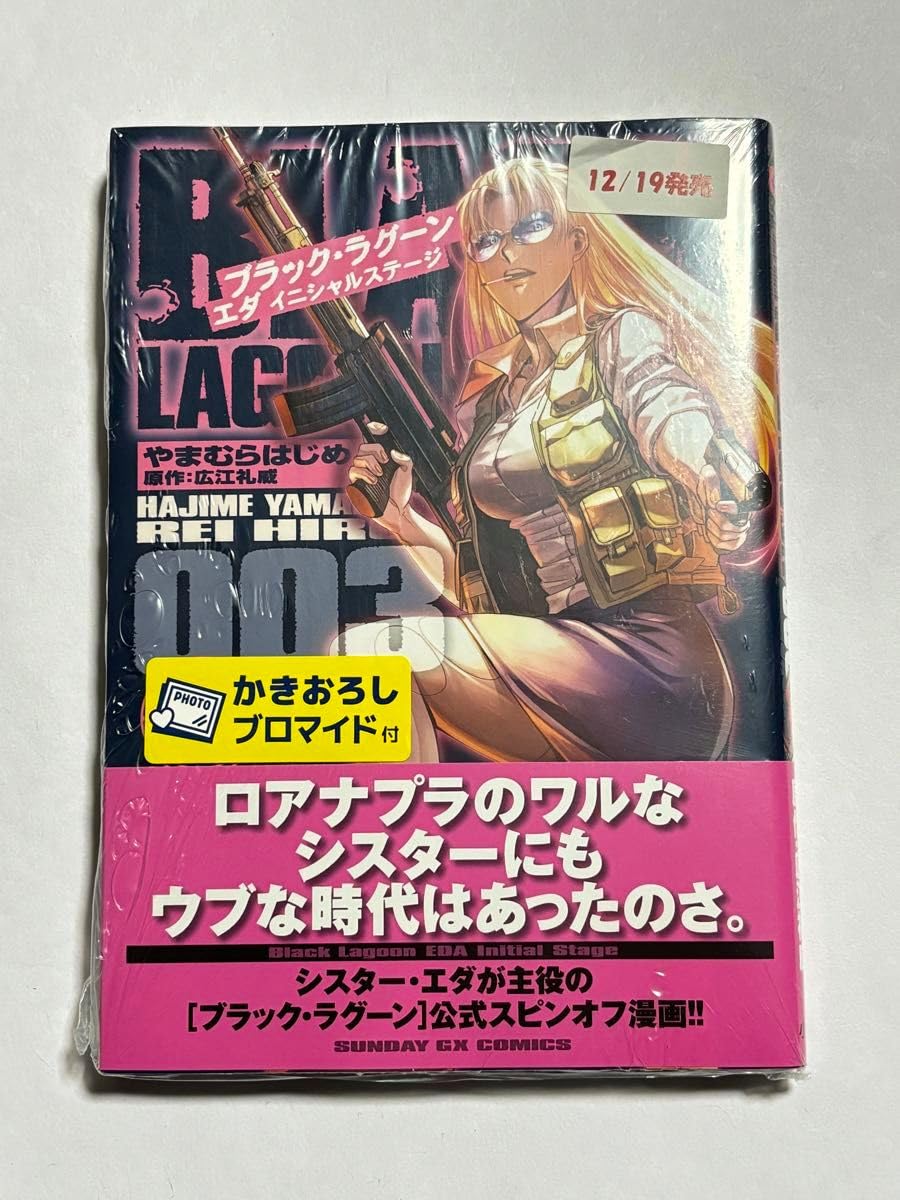 12/19発売
BLA
LAGOON
ブラック・ラグーン
エダ イニシャルステージ
やまむらはじめ
原作:広江礼威
HAJIME YAMA
REI HIRO
003
PHOTO
かきおろし
ブロマイド付
ロアナプラのワルな
シスターにも
ウブな時代はあったのさ。
Black Lagoon EDA Initial Stage
シスター・エダが主役の
[ブラック・ラグーン]公式スピンオフ漫画!!
SUNDAY GX COMICS